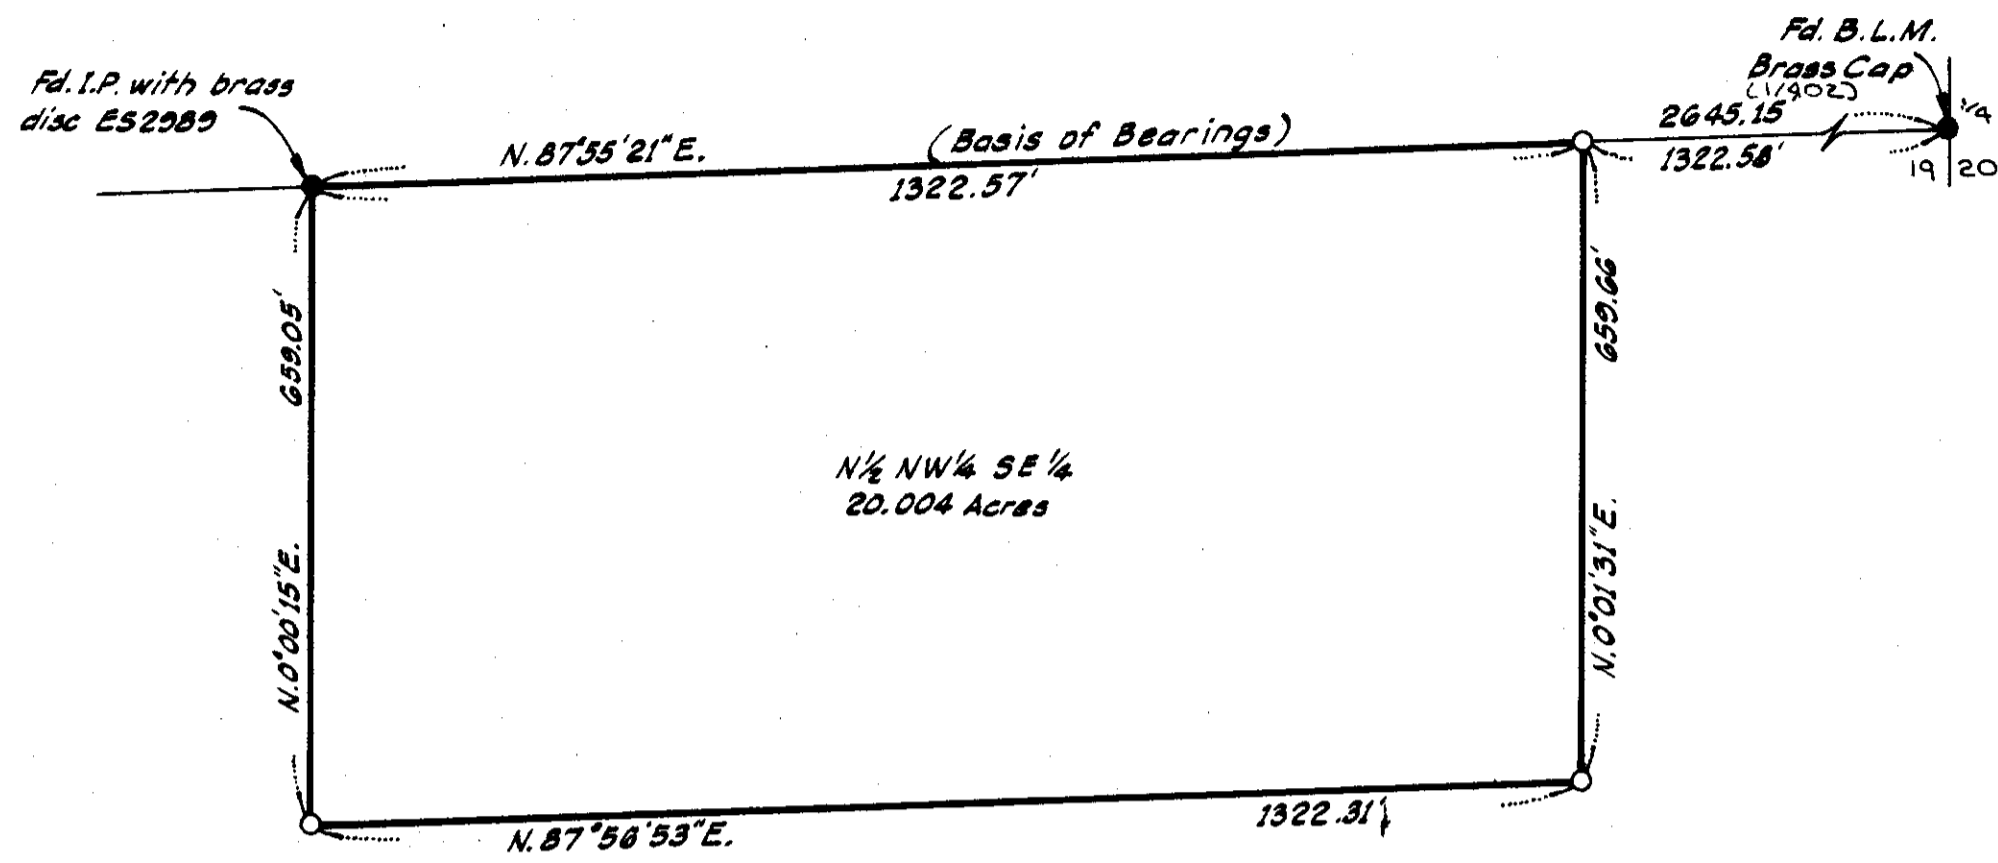 Fd. B.L.M.
Brass Cap
(1/902)
Fd. I.P. with brass
disc ES2989
N. 87°55'21" E.
(Basis of Bearings)
1322.57'
2645.15'
1322.58'
1/4
19 20
659.05'
N. 0°00'15" E.
659.66'
N. 0°01'31" E.
N½ NW¼ SE¼
20.004 Acres
N. 87°56'53" E.
1322.31'